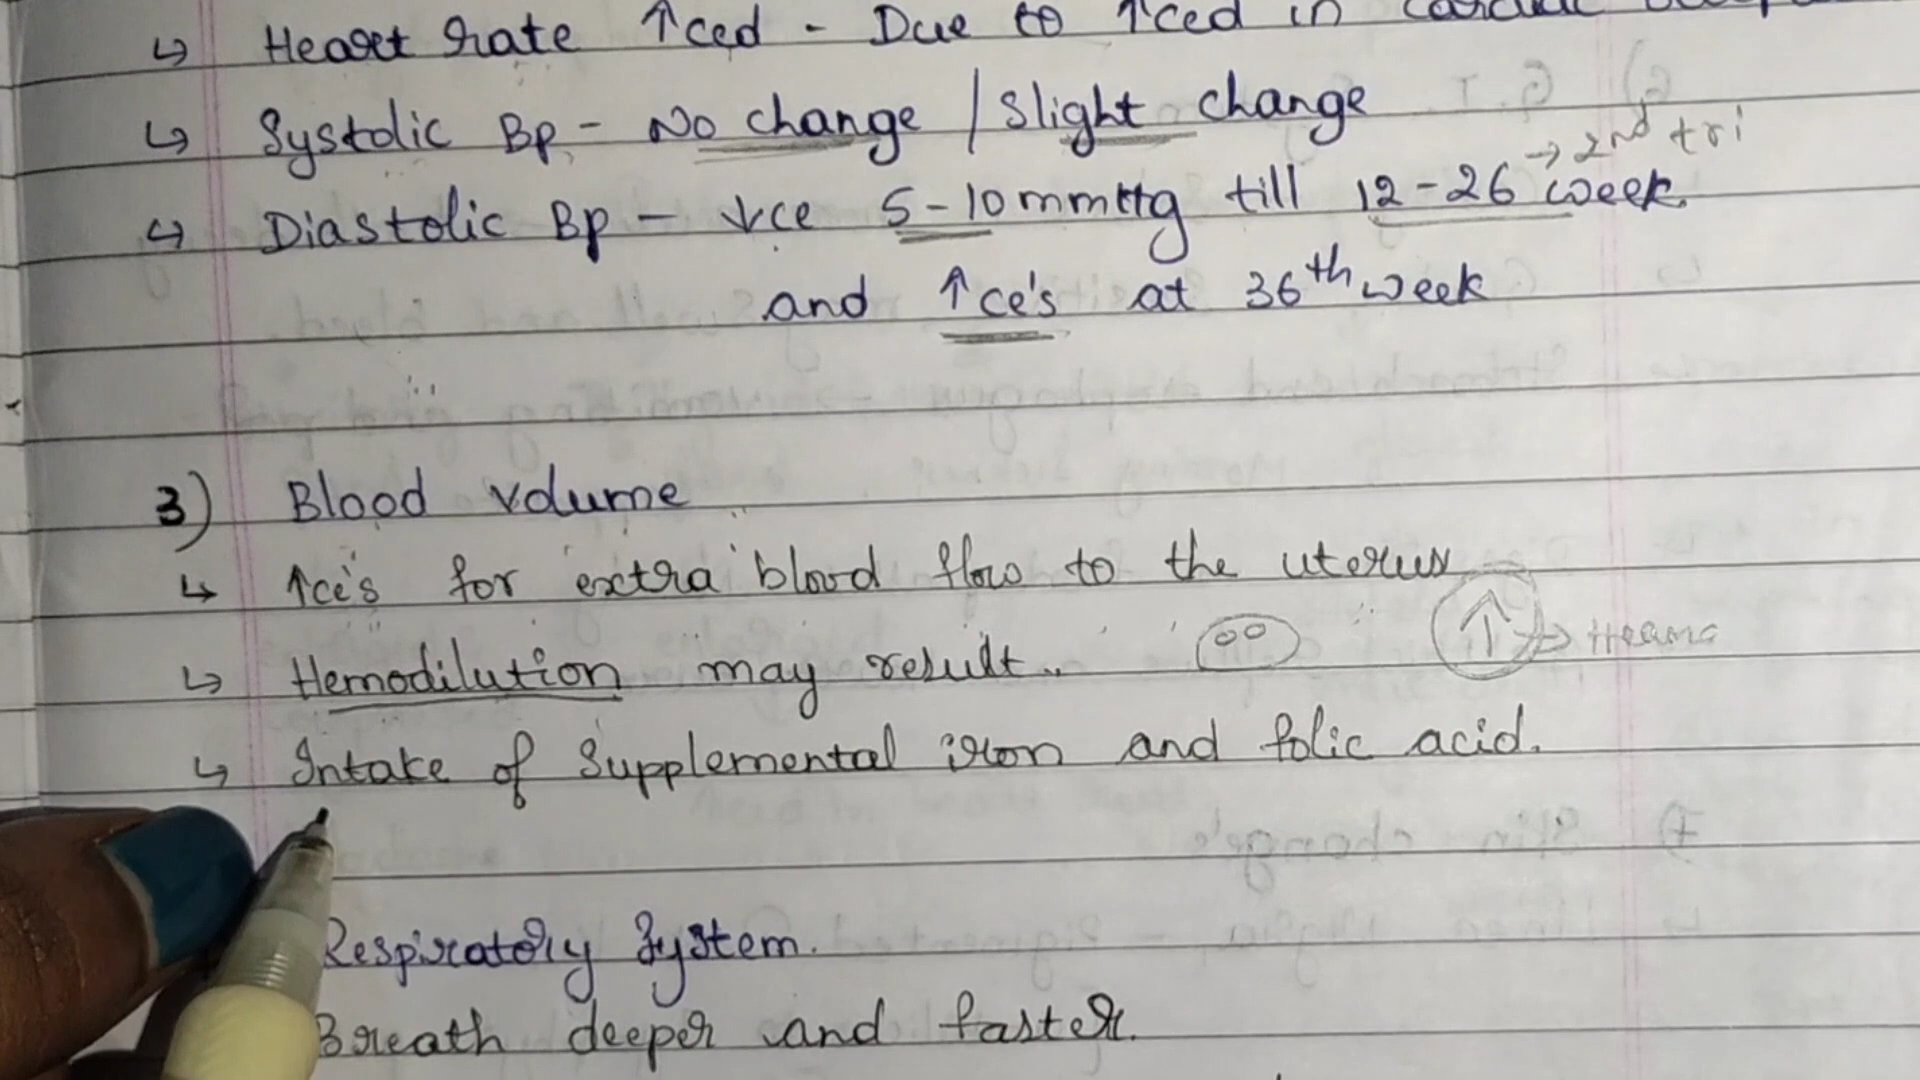 ↳ Heart rate ↑ced - Due to ↑ced in cardiac
↳ Systolic Bp - No change / Slight change
→ 2nd tri
↳ Diastolic Bp - ↓ce 5-10mmHg till 12-26 week
and ↑ce's at 36th week
3) Blood volume
↳ ↑ce's for extra blood flow to the uterus
↳ Hemodilution may result..
↑ →
↳ Intake of Supplemental iron and folic acid.
Respiratory System.
Breath deeper and faster.